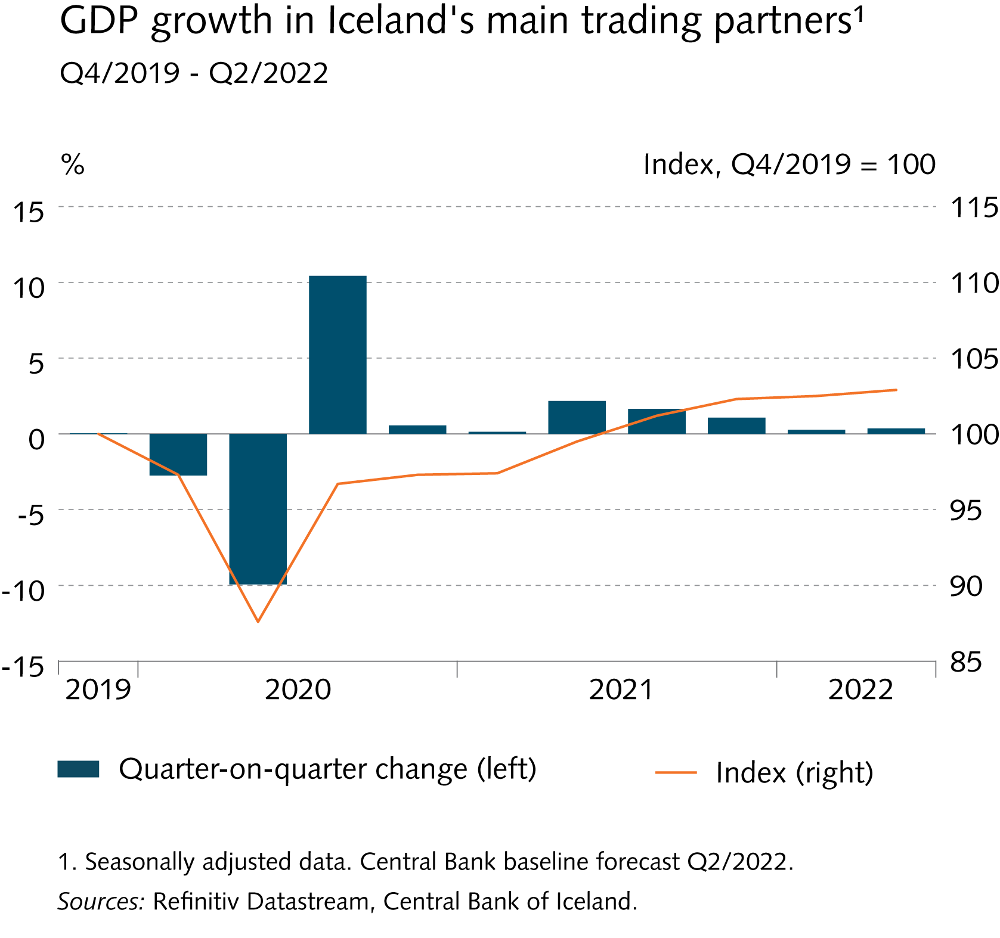 GDP growth in Iceland's main trading partners¹
Q4/2019 - Q2/2022
%
Index, Q4/2019 = 100
15
115
10
110
5
105
0
100
-5
95
-10
90
-15
85
2019
2020
2021
2022
Quarter-on-quarter change (left)
Index (right)
1. Seasonally adjusted data. Central Bank baseline forecast Q2/2022.
Sources: Refinitiv Datastream, Central Bank of Iceland.